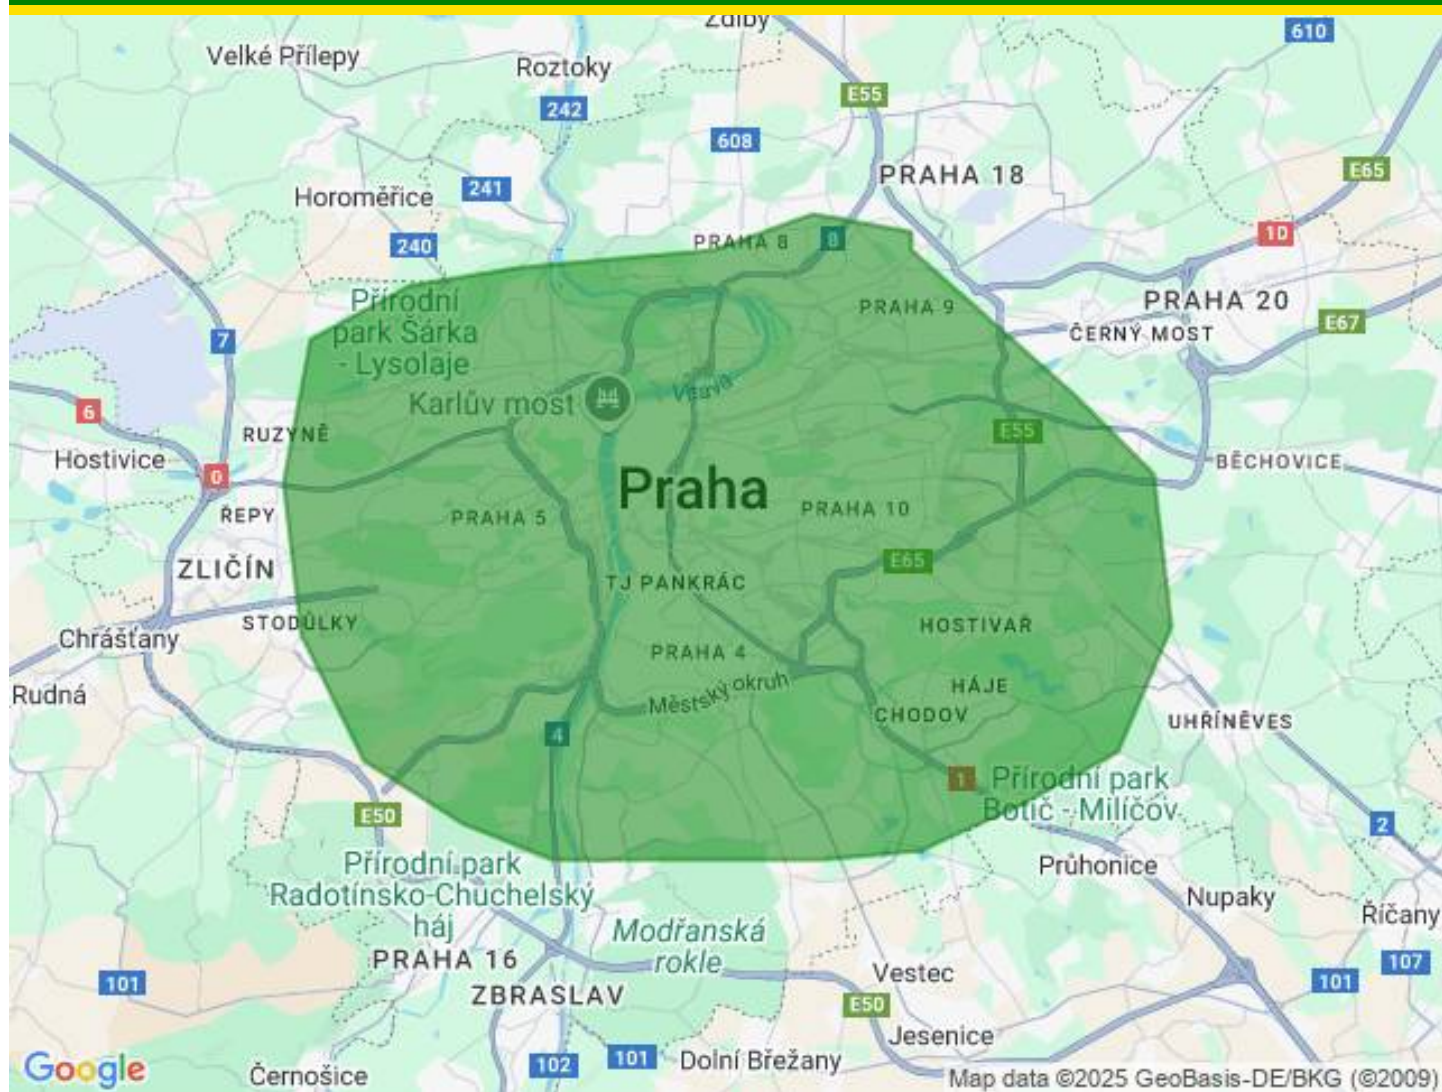 Zdiby
610
Velké Přílepy
Roztoky
E55
242
608
PRAHA 18
E65
241
Horoměřice
10
240
PRAHA 8
8
Přírodní
park Šárka
- Lysolaje
PRAHA 9
PRAHA 20
E67
7
ČERNÝ MOST
Vltava
Karlův most
6
RUZYNĚ
E55
Hostivice
0
BĚCHOVICE
Praha
ŘEPY
PRAHA 5
PRAHA 10
E65
ZLIČÍN
TJ PANKRÁC
STODŮLKY
HOSTIVAŘ
Chrášťany
PRAHA 4
Rudná
Městský okruh
HÁJE
CHODOV
UHŘÍNĚVES
4
1
Přírodní park
Botič - Milíčov
E50
2
Přírodní park
Radotínsko-Chuchelský
háj
Průhonice
Nupaky
Říčany
Modřanská
rokle
PRAHA 16
107
101
Vestec
101
ZBRASLAV
E50
Jesenice
102
101
Dolní Břežany
Google
Černošice
Map data ©2025 GeoBasis-DE/BKG (©2009)